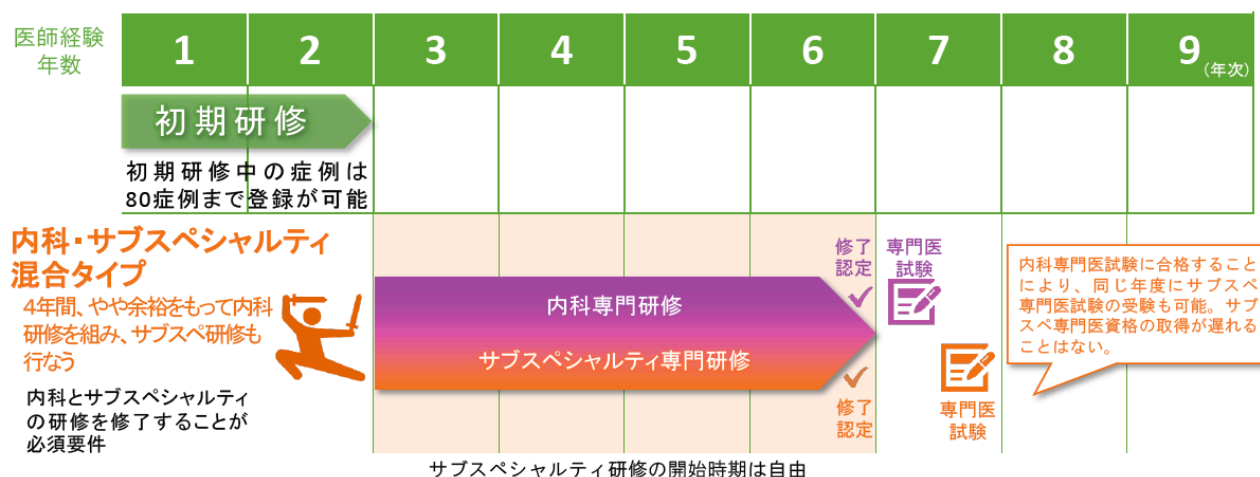 医師経験
年数
1 2 3 4 5 6 7 8 9(年次)
初期研修
初期研修中の症例は
80症例まで登録が可能
内科・サブスペシャルティ
混合タイプ
4年間、やや余裕をもって内科
研修を組み、サブスペ研修も
行なう
内科とサブスペシャルティ
の研修を修了することが
必須要件
内科専門研修
サブスペシャルティ専門研修
修了
認定
専門医
試験
修了
認定
専門医
試験
内科専門医試験に合格すること
により、同じ年度にサブスペ
専門医試験の受験も可能。サブ
スペ専門医資格の取得が遅れる
ことはない。
サブスペシャルティ研修の開始時期は自由